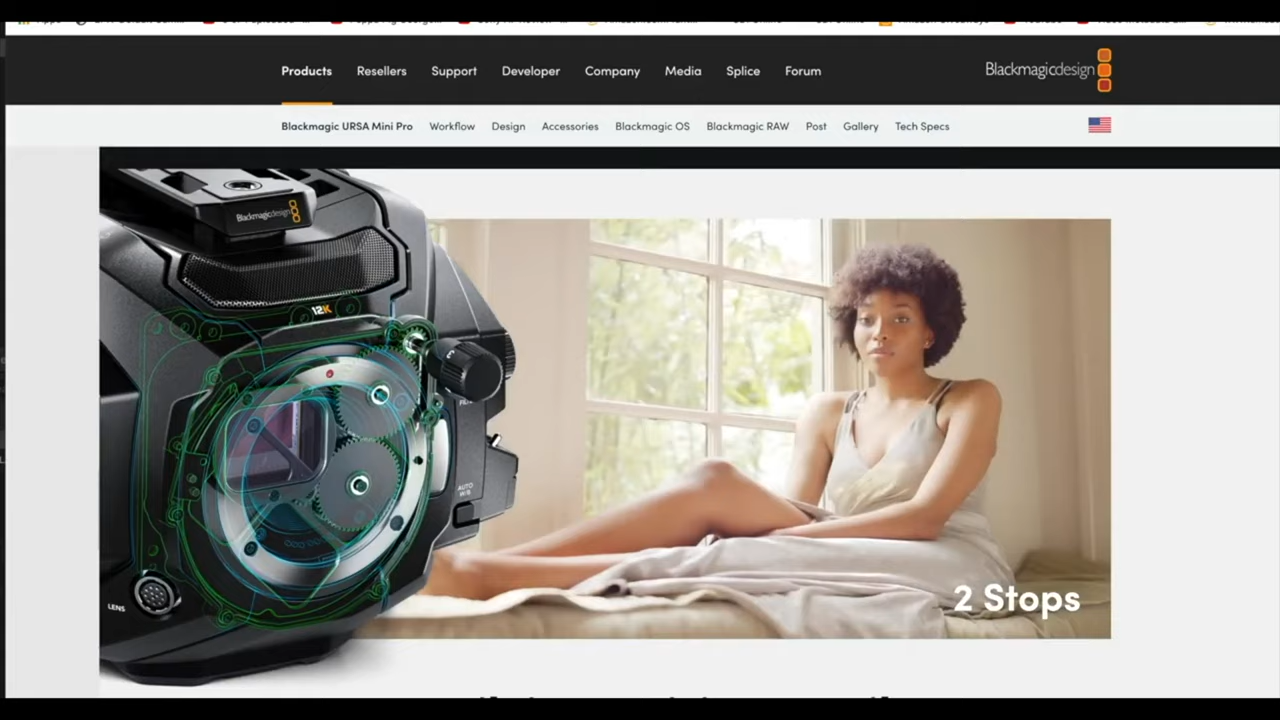 Products Resellers Support Developer Company Media Splice Forum
Blackmagicdesign
Blackmagic URSA Mini Pro Workflow Design Accessories Blackmagic OS Blackmagic RAW Post Gallery Tech Specs
Blackmagicdesign
12K
AUTO
W/B
LENS
2 Stops